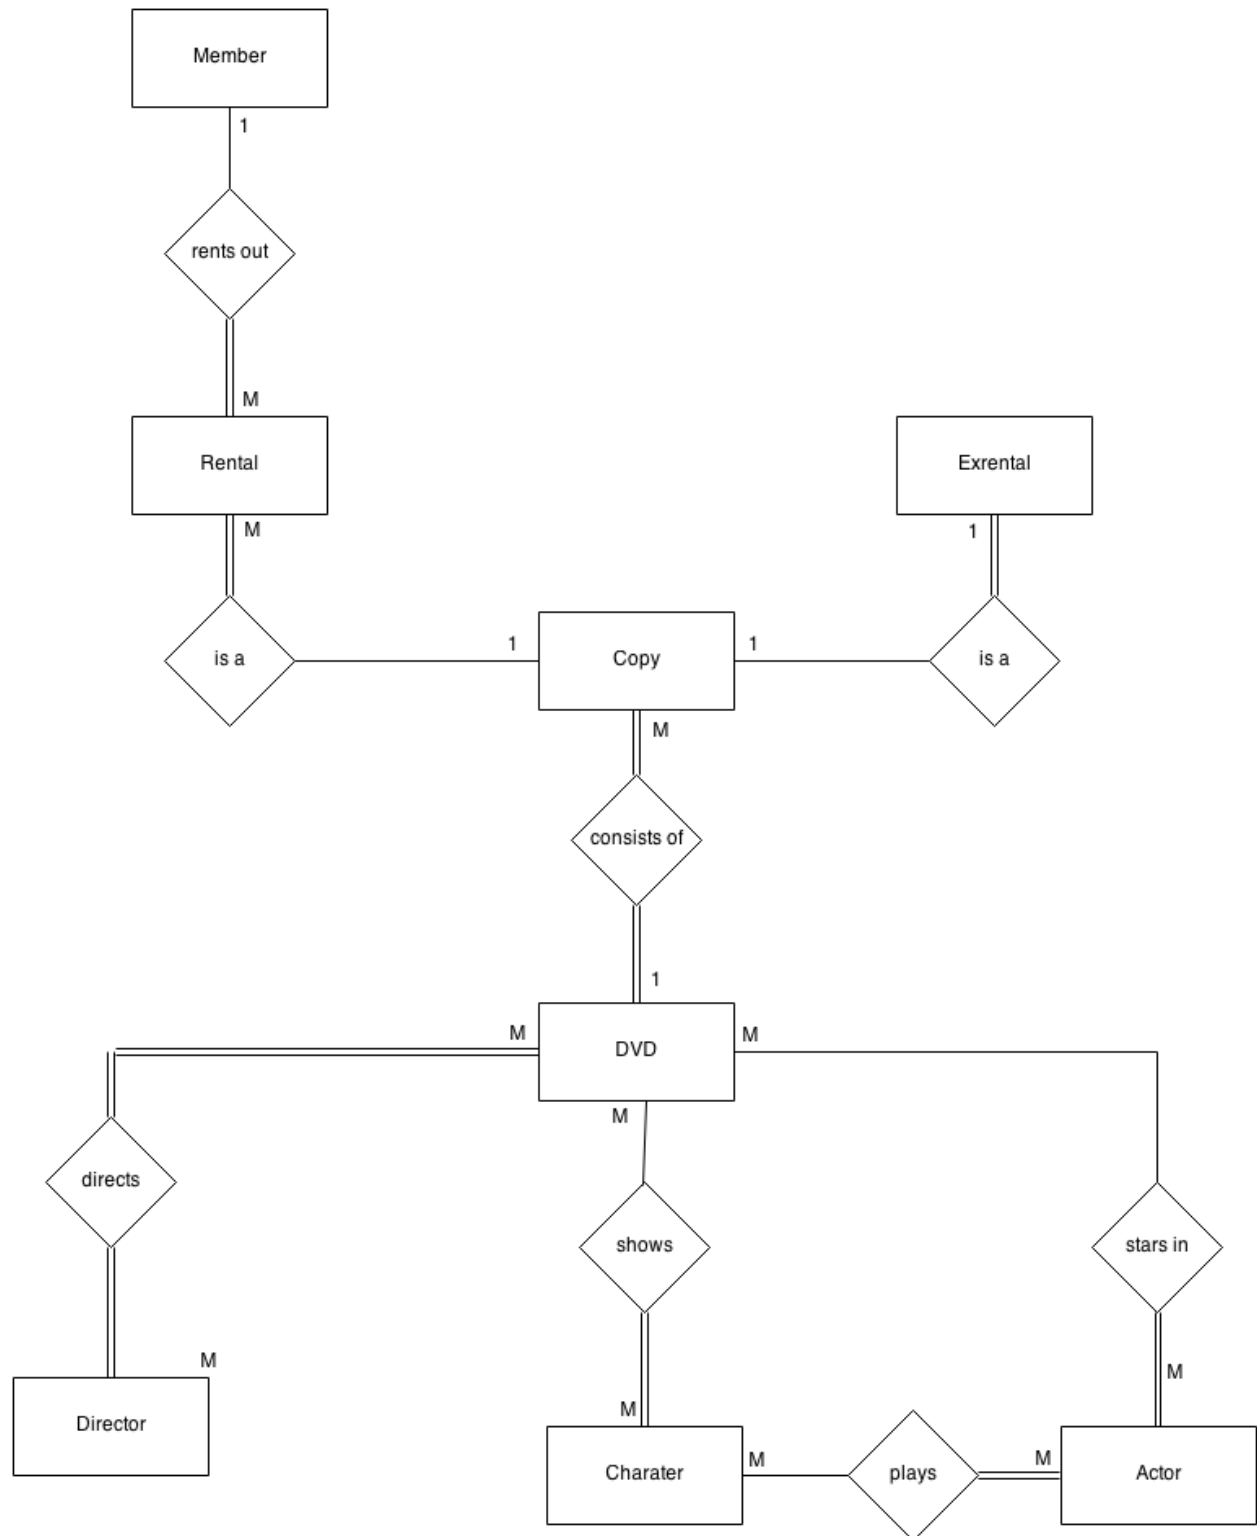 Member
1
rents out
M
Rental
Exrental
M
1
is a
1
Copy
1
is a
M
consists of
1
M
DVD
M
M
directs
shows
stars in
M
M
M
Director
Charater
M
plays
M
Actor